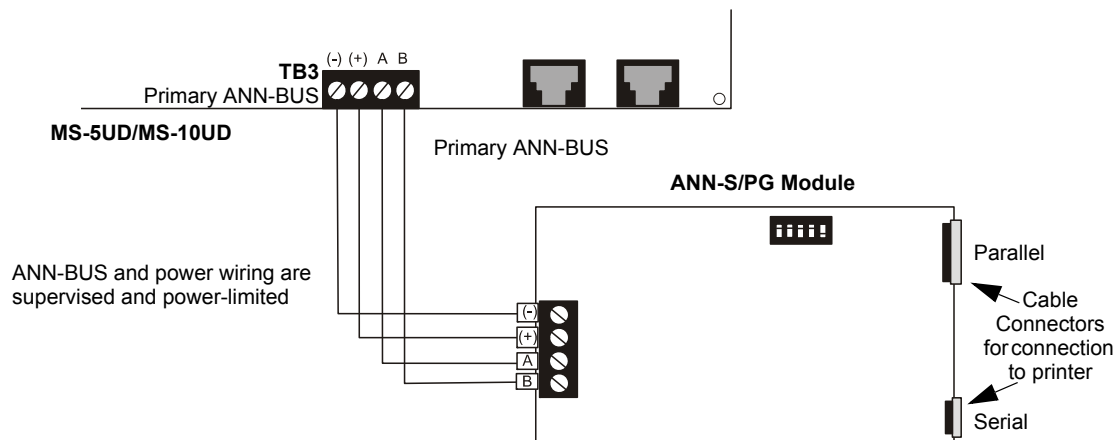 (-) (+) A B
TB3
Primary ANN-BUS
MS-5UD/MS-10UD
Primary ANN-BUS
ANN-S/PG Module
ANN-BUS and power wiring are
supervised and power-limited
(-)
(+)
A
B
Parallel
Cable
Connectors
for connection
to printer
Serial